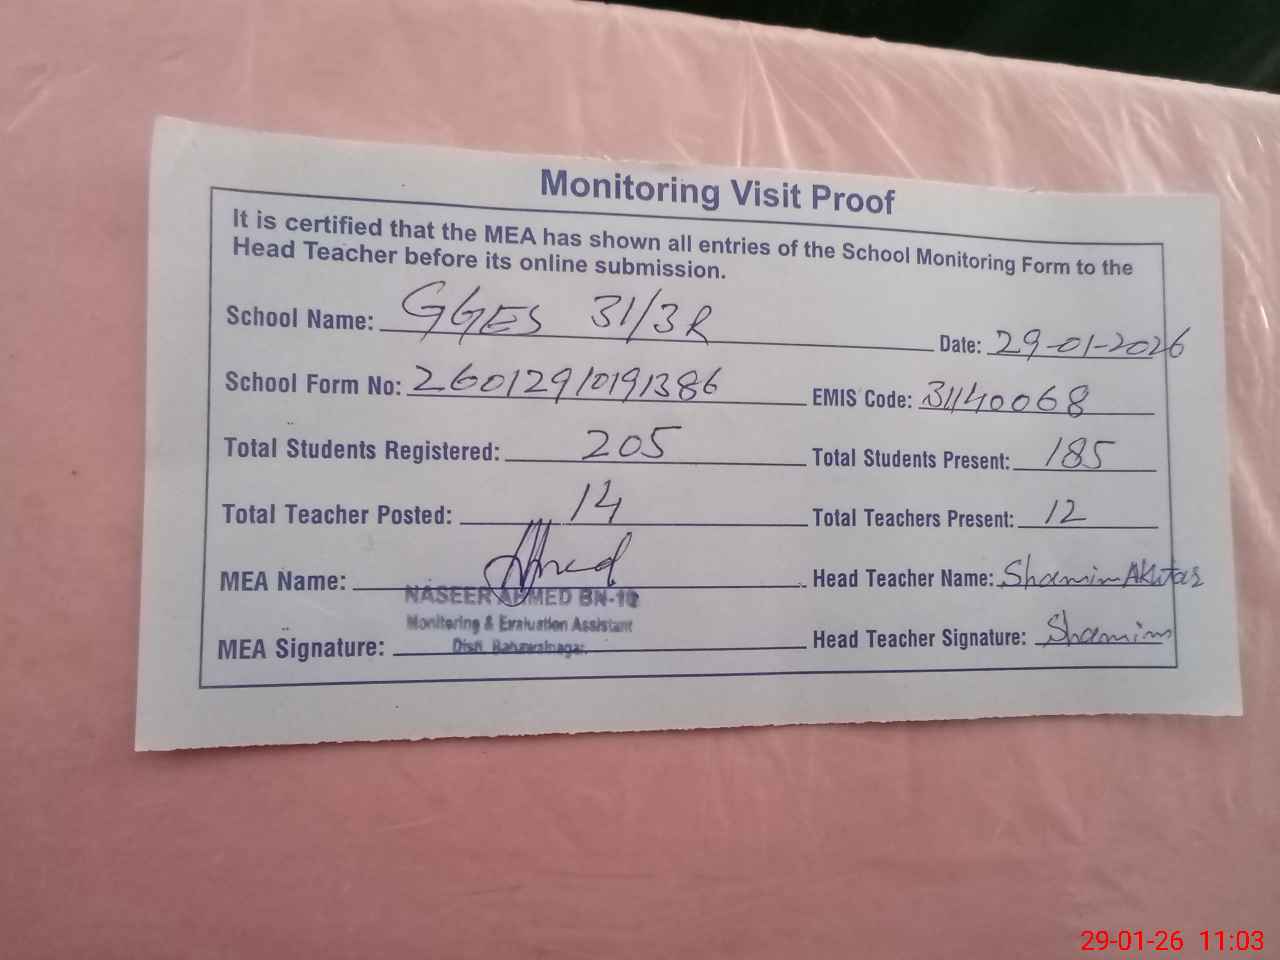 Monitoring Visit Proof
It is certified that the MEA has shown all entries of the School Monitoring Form to the
Head Teacher before its online submission.
School Name: GGES 31/3R
Date: 29-01-2026
School Form No: 260129101911386
EMIS Code: 31140068
Total Students Registered: 205
Total Students Present: 185
Total Teacher Posted: 14
Total Teachers Present: 12
MEA Name: Ahmed
NASEER AHMED BN-10
Monitoring & Evaluation Assistant
Distt. Bahawalnagar.
Head Teacher Name: Shamim Akhtar
MEA Signature:
Head Teacher Signature: Shamim
29-01-26 11:03